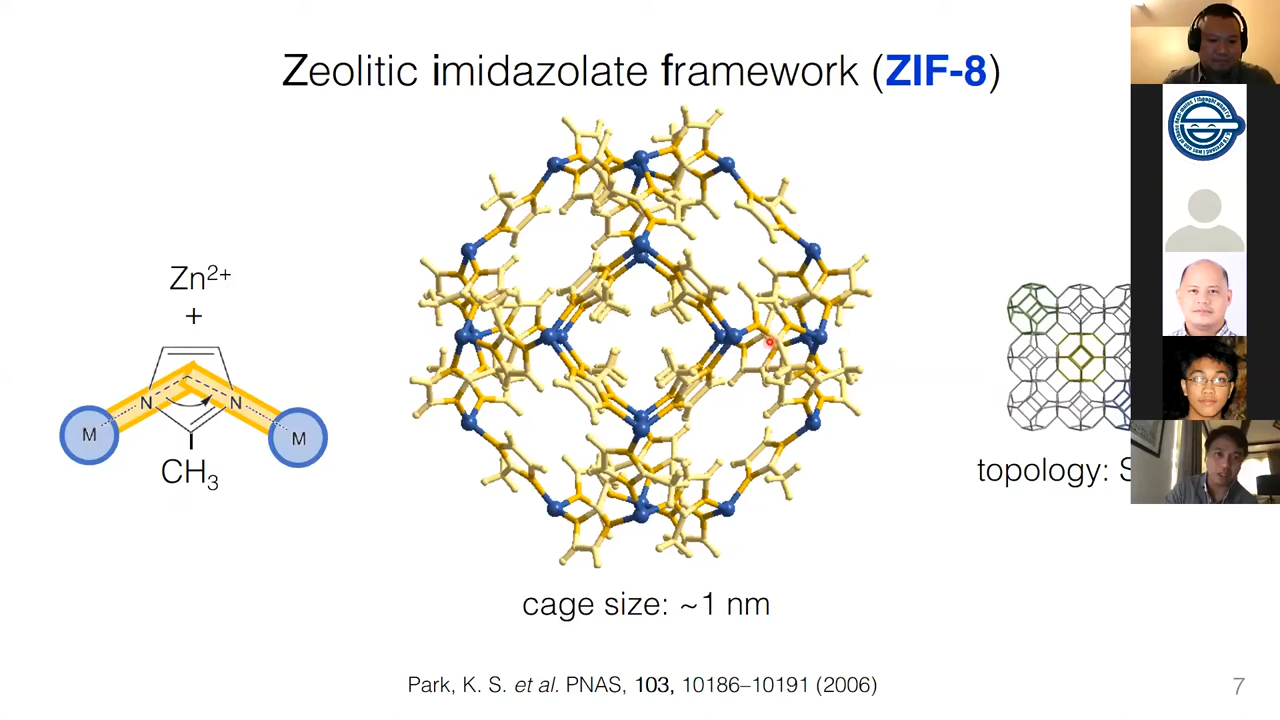 Zeolitic imidazolate framework (ZIF-8)
Zn2+
+
N
N
M
M
CH3
topology: S
cage size: ~1 nm
Park, K. S. et al. PNAS, 103, 10186–10191 (2006)
7